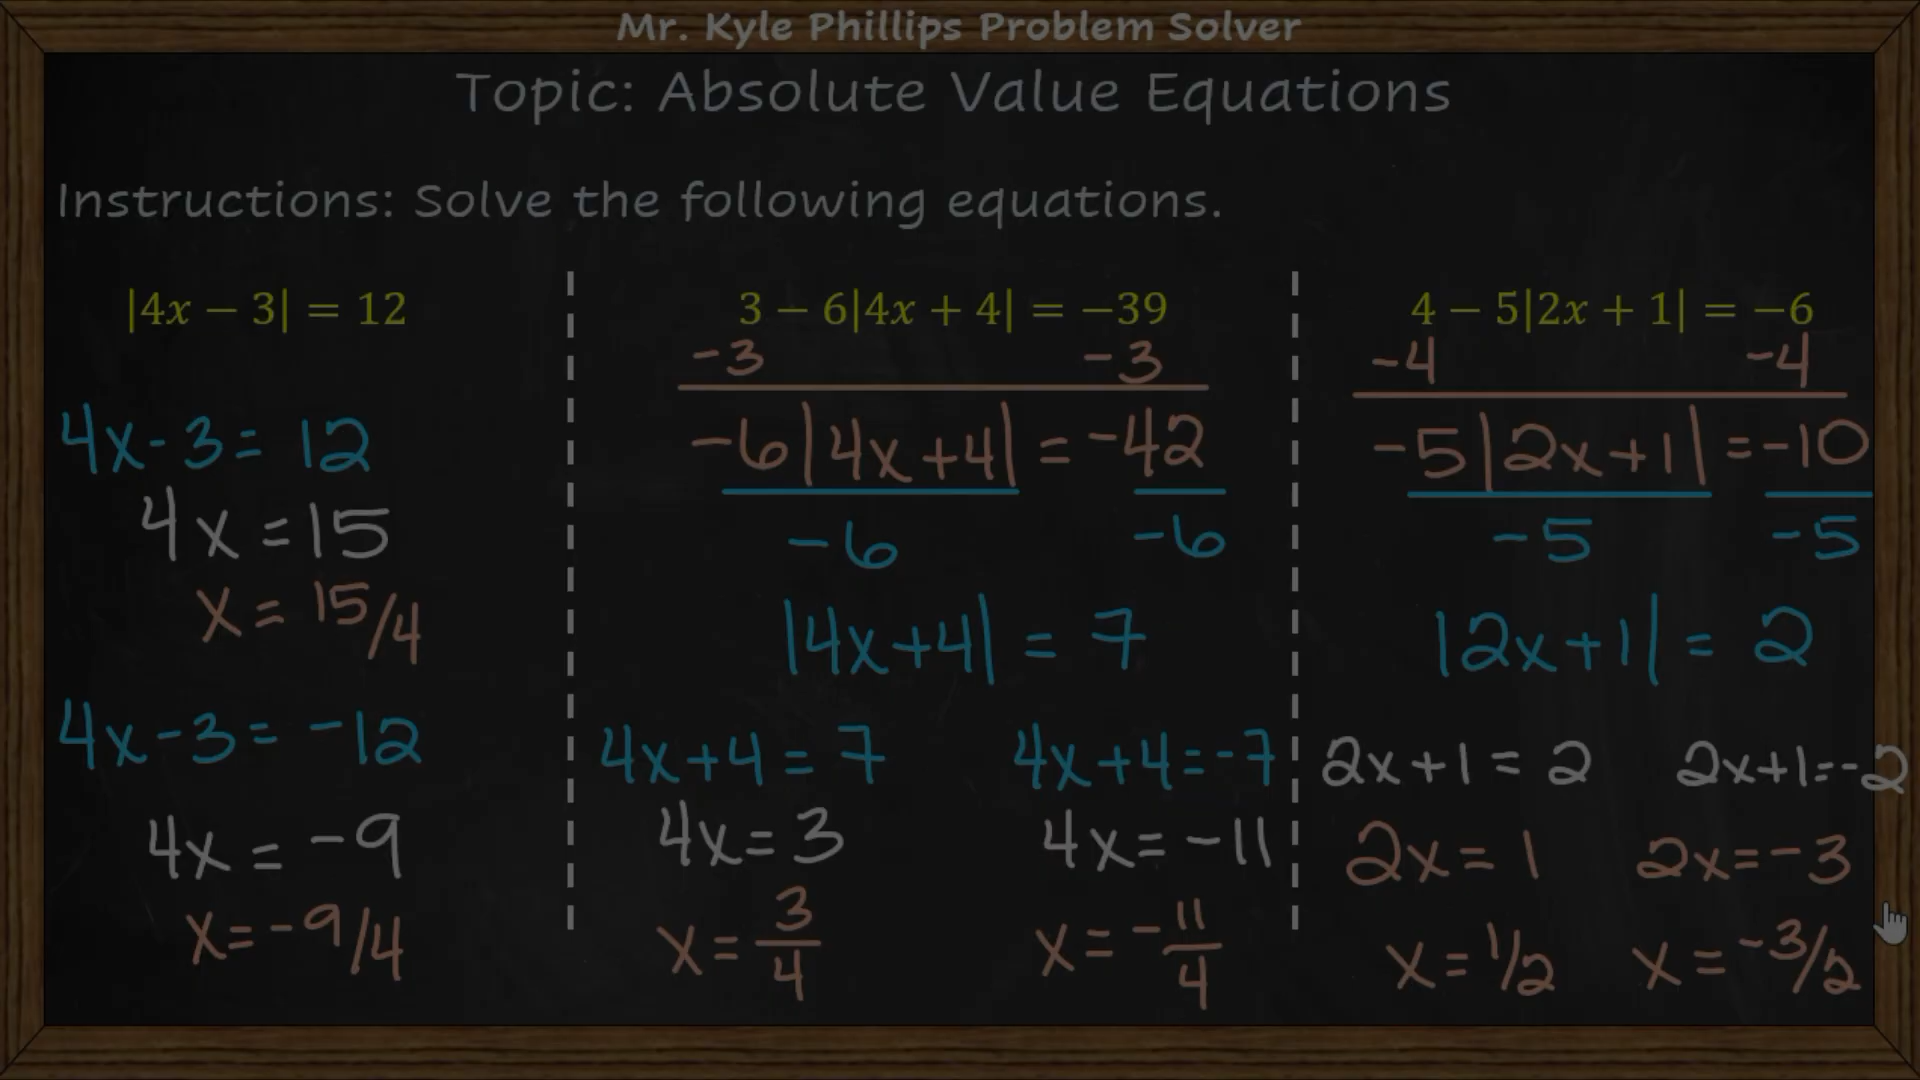 Mr. Kyle Phillips Problem Solver
Topic: Absolute Value Equations
Instructions: Solve the following equations.
|4x − 3| = 12
4x-3= 12
4x=15
x= 15/4
4x-3= -12
4x= -9
x=-9/4
3 − 6|4x + 4| = −39
-3 -3
-6|4x+4| = -42
-6 -6
|4x+4| = 7
4x+4=7 4x+4=-7
4x=3 4x=-11
x=3/4 x=-11/4
4 − 5|2x + 1| = −6
-4 -4
-5|2x+1|=-10
-5 -5
|2x+1|= 2
2x+1=2 2x+1=-2
2x=1 2x=-3
x=1/2 x=-3/2